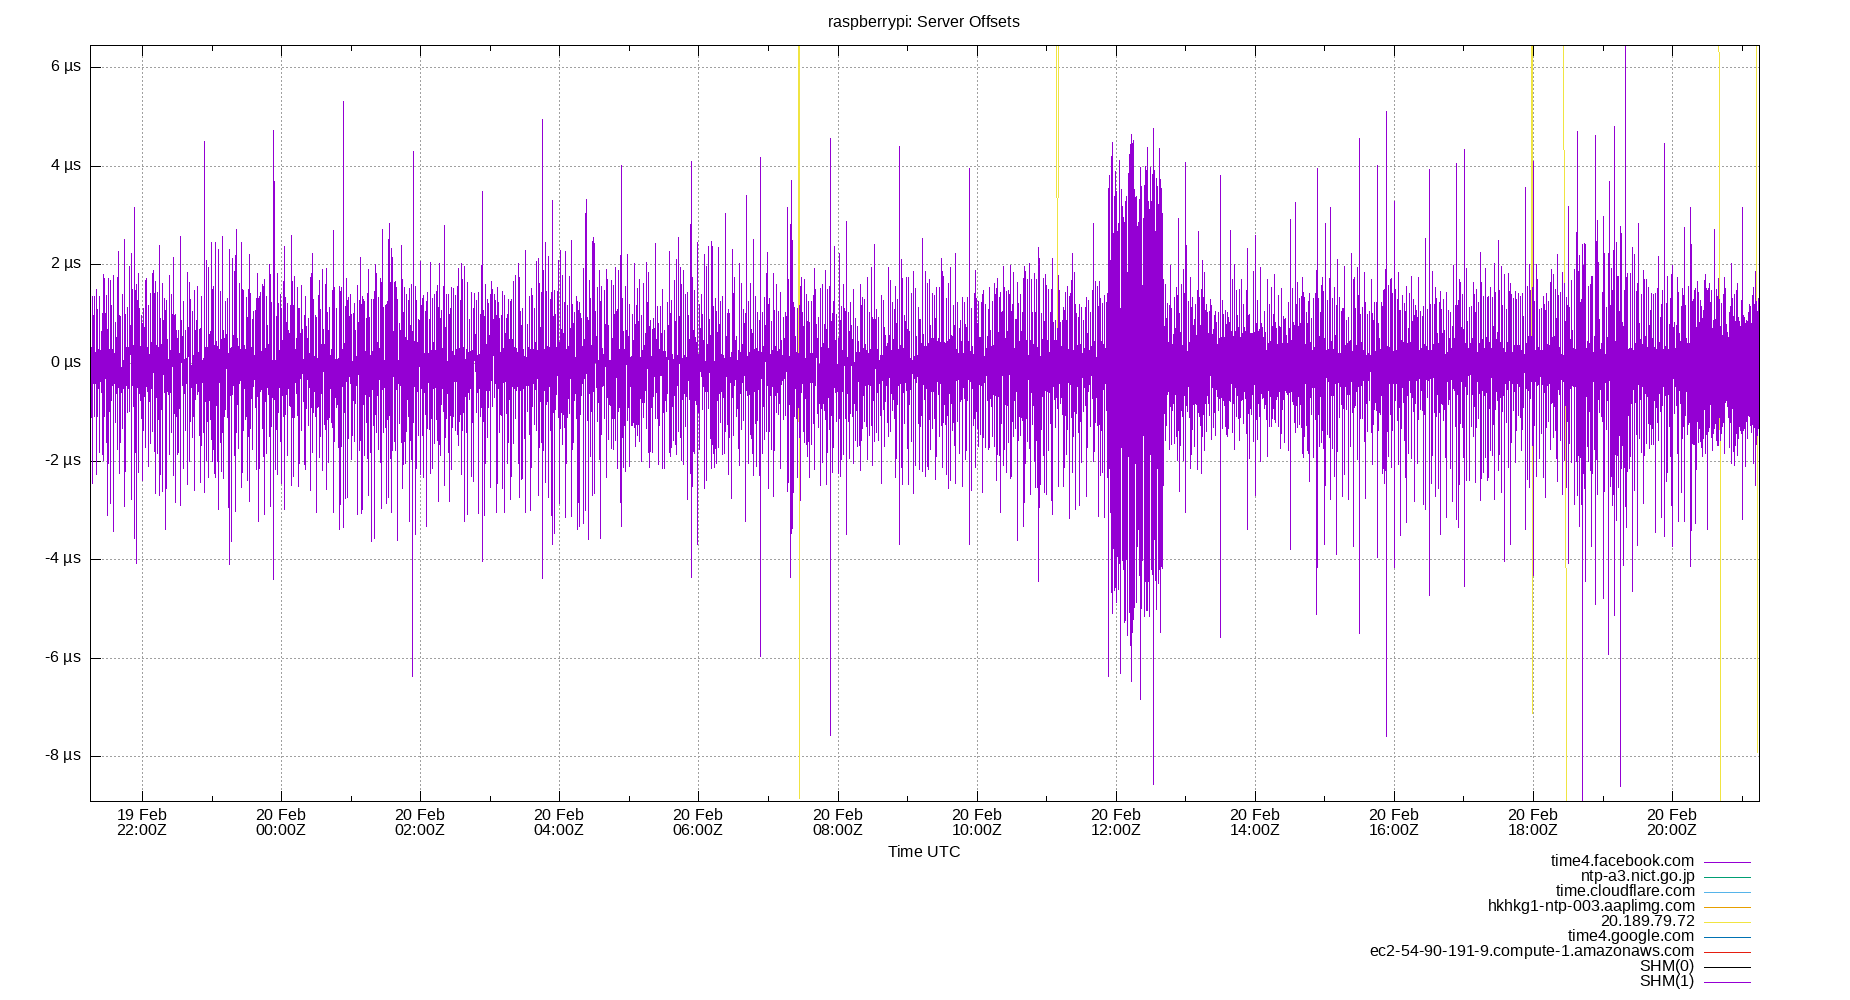 raspberrypi: Server Offsets
6 µs
4 µs
2 µs
0 µs
-2 µs
-4 µs
-6 µs
-8 µs
19 Feb 20 Feb 20 Feb 20 Feb 20 Feb 20 Feb 20 Feb 20 Feb 20 Feb 20 Feb 20 Feb 20 Feb
22:00Z 00:00Z 02:00Z 04:00Z 06:00Z 08:00Z 10:00Z 12:00Z 14:00Z 16:00Z 18:00Z 20:00Z
Time UTC
time4.facebook.com
ntp-a3.nict.go.jp
time.cloudflare.com
hkhkg1-ntp-003.aaplimg.com
20.189.79.72
time4.google.com
ec2-54-90-191-9.compute-1.amazonaws.com
SHM(0)
SHM(1)